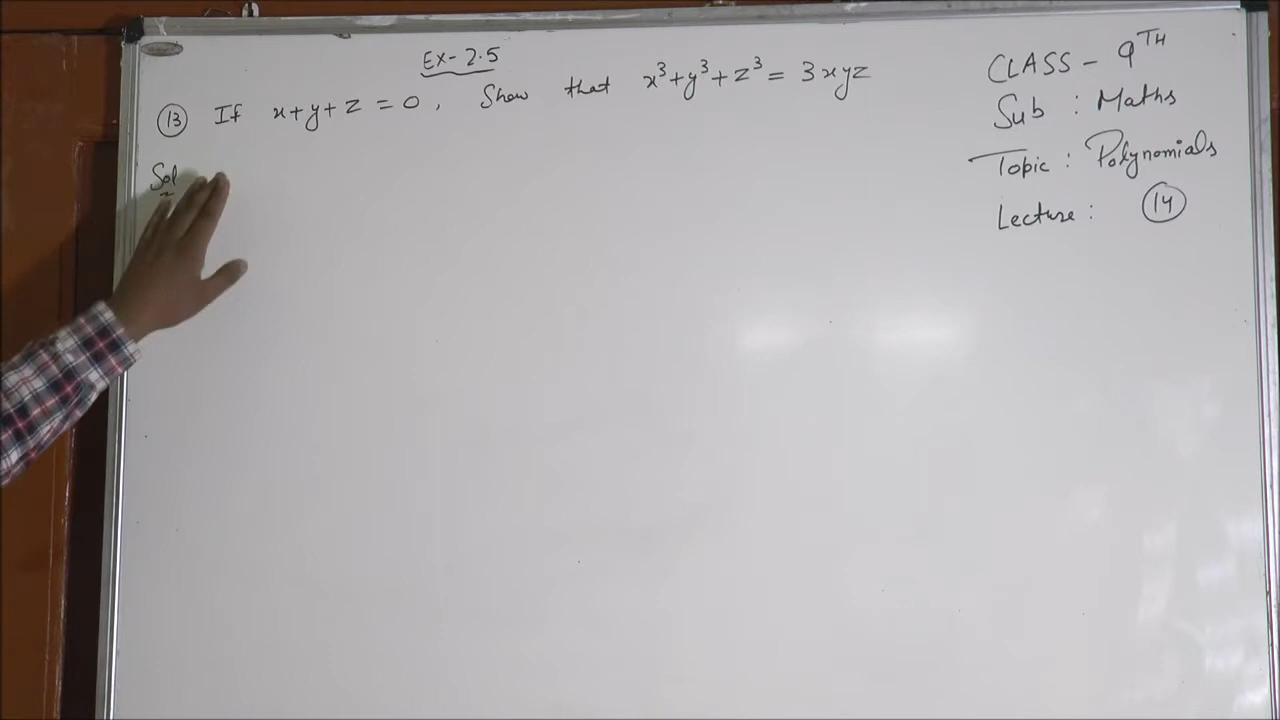 Ex-2.5
(13) If x+y+z=0, Show that x³+y³+z³=3xyz
Sol
CLASS - 9TH
Sub : Maths
Topic : Polynomials
Lecture : (14)